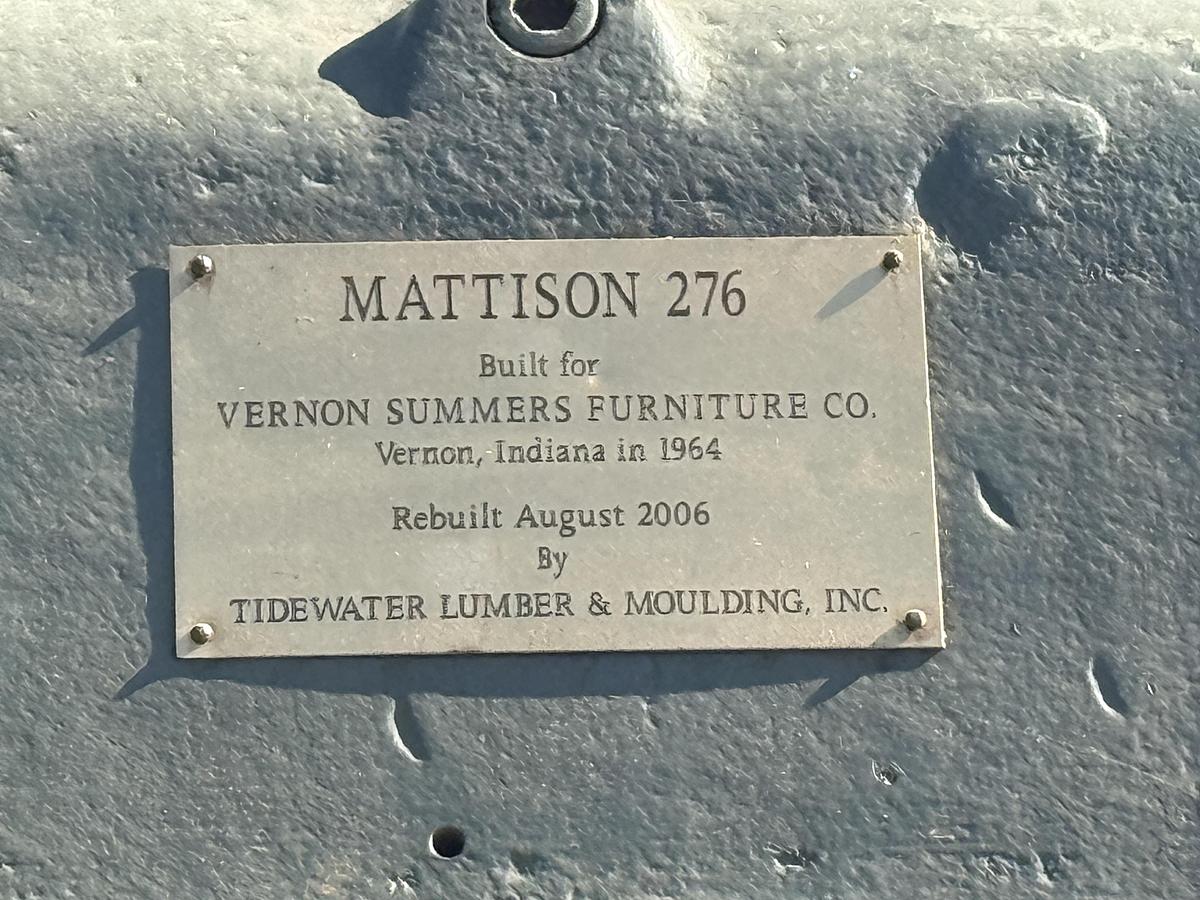 MATTISON 276
Built for
VERNON SUMMERS FURNITURE CO.
Vernon, Indiana in 1964
Rebuilt August 2006
By
TIDEWATER LUMBER & MOULDING, INC.